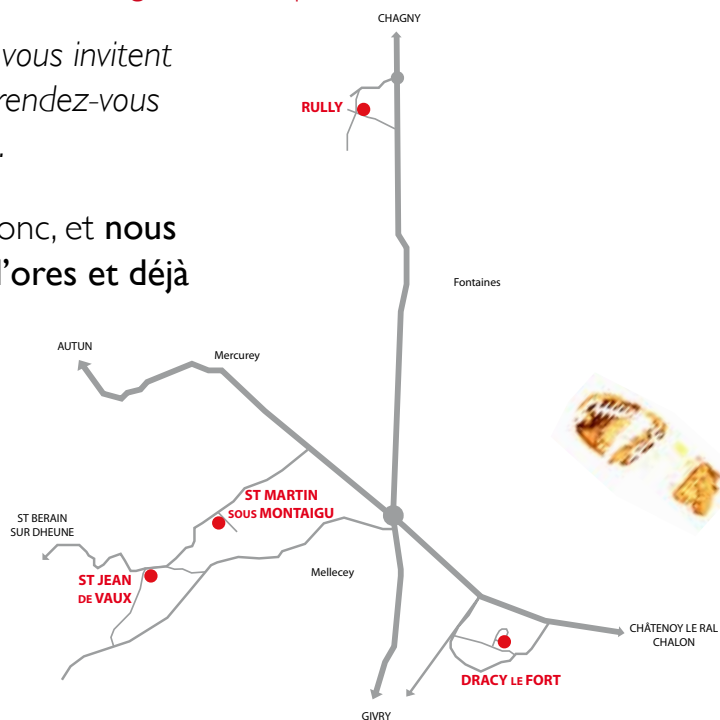 CHAGNY
vous invitent
rendez-vous
RULLY
onc, et nous
l'ores et déjà
Fontaines
AUTUN
Mercurey
ST MARTIN
SOUS MONTAIGU
ST BERAIN
SUR DHEUNE
Mellecey
ST JEAN
DE VAUX
CHÂTENOY LE RAL
CHALON
DRACY LE FORT
GIVRY